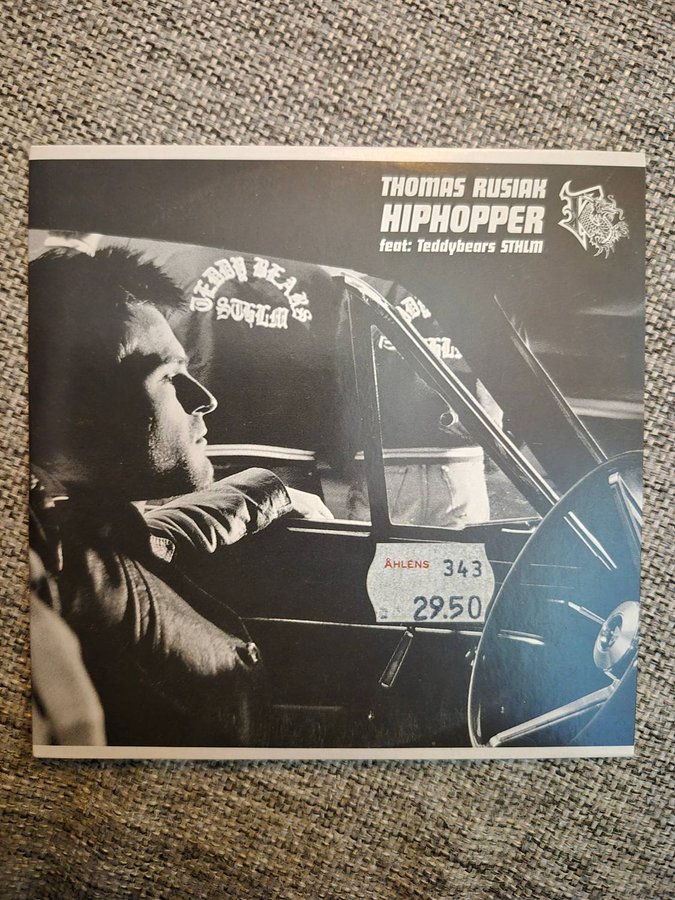 THOMAS RUSIAK
HIPHOPPER
feat: Teddybears STHLM
TEDDY BEARS
STHLM
ÅHLENS 343
29.50